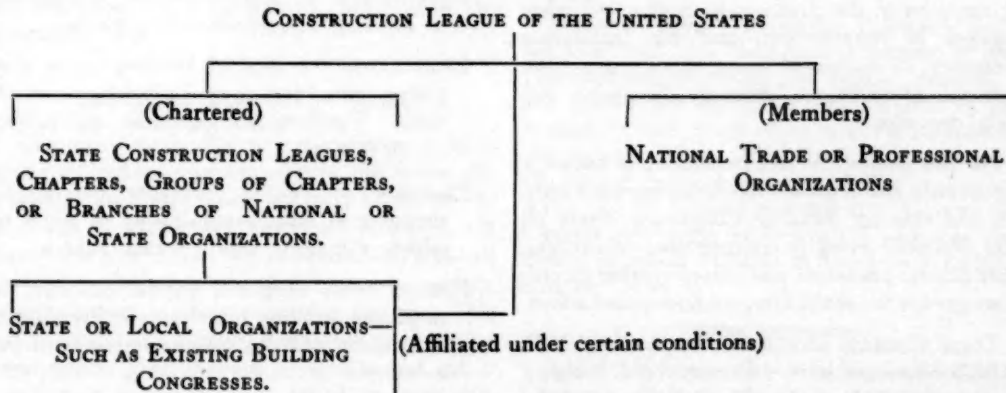 CONSTRUCTION LEAGUE OF THE UNITED STATES
(Chartered)
STATE CONSTRUCTION LEAGUES,
CHAPTERS, GROUPS OF CHAPTERS,
OR BRANCHES OF NATIONAL OR
STATE ORGANIZATIONS.
(Members)
NATIONAL TRADE OR PROFESSIONAL
ORGANIZATIONS
STATE OR LOCAL ORGANIZATIONS—
SUCH AS EXISTING BUILDING
CONGRESSES.
(Affiliated under certain conditions)